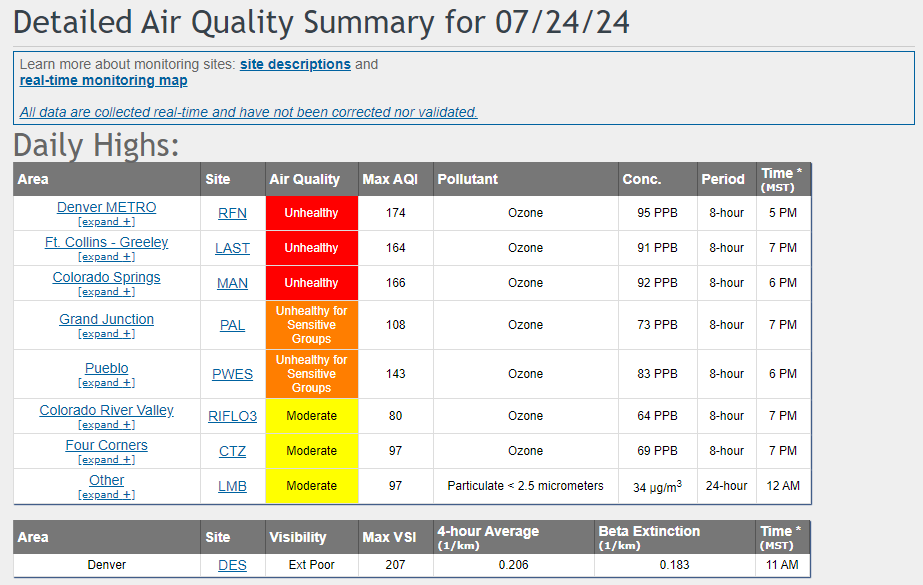 Detailed Air Quality Summary for 07/24/24
Learn more about monitoring sites: site descriptions and
real-time monitoring map
All data are collected real-time and have not been corrected nor validated.
Daily Highs:
Area Site Air Quality Max AQI Pollutant Conc. Period Time * (MST)
Denver METRO [expand +] RFN Unhealthy 174 Ozone 95 PPB 8-hour 5 PM
Ft. Collins - Greeley [expand +] LAST Unhealthy 164 Ozone 91 PPB 8-hour 7 PM
Colorado Springs [expand +] MAN Unhealthy 166 Ozone 92 PPB 8-hour 6 PM
Grand Junction [expand +] PAL Unhealthy for Sensitive Groups 108 Ozone 73 PPB 8-hour 7 PM
Pueblo [expand +] PWES Unhealthy for Sensitive Groups 143 Ozone 83 PPB 8-hour 6 PM
Colorado River Valley [expand +] RIFLO3 Moderate 80 Ozone 64 PPB 8-hour 7 PM
Four Corners [expand +] CTZ Moderate 97 Ozone 69 PPB 8-hour 7 PM
Other [expand +] LMB Moderate 97 Particulate < 2.5 micrometers 34 µg/m³ 24-hour 12 AM
Area Site Visibility Max VSI 4-hour Average (1/km) Beta Extinction (1/km) Time * (MST)
Denver DES Ext Poor 207 0.206 0.183 11 AM